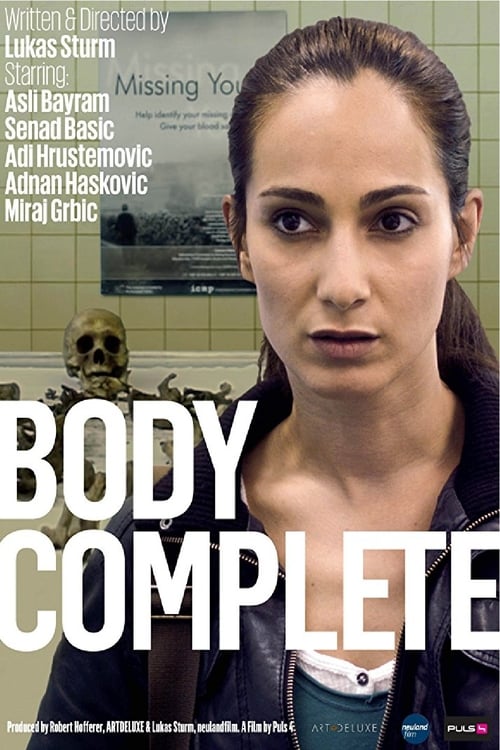 Written & Directed by
Lukas Sturm
Starring:
Asli Bayram
Senad Basic
Adi Hrustemovic
Adnan Haskovic
Miraj Grbic
Missing You
Help identify your missing
Give your blood
icmp
BODY
COMPLETE
Produced by Robert Hofferer, ARTDELUXE & Lukas Sturm, neulandfilm. A Film by Puls 4
ARTDELUXE
neuland film
PULS 4